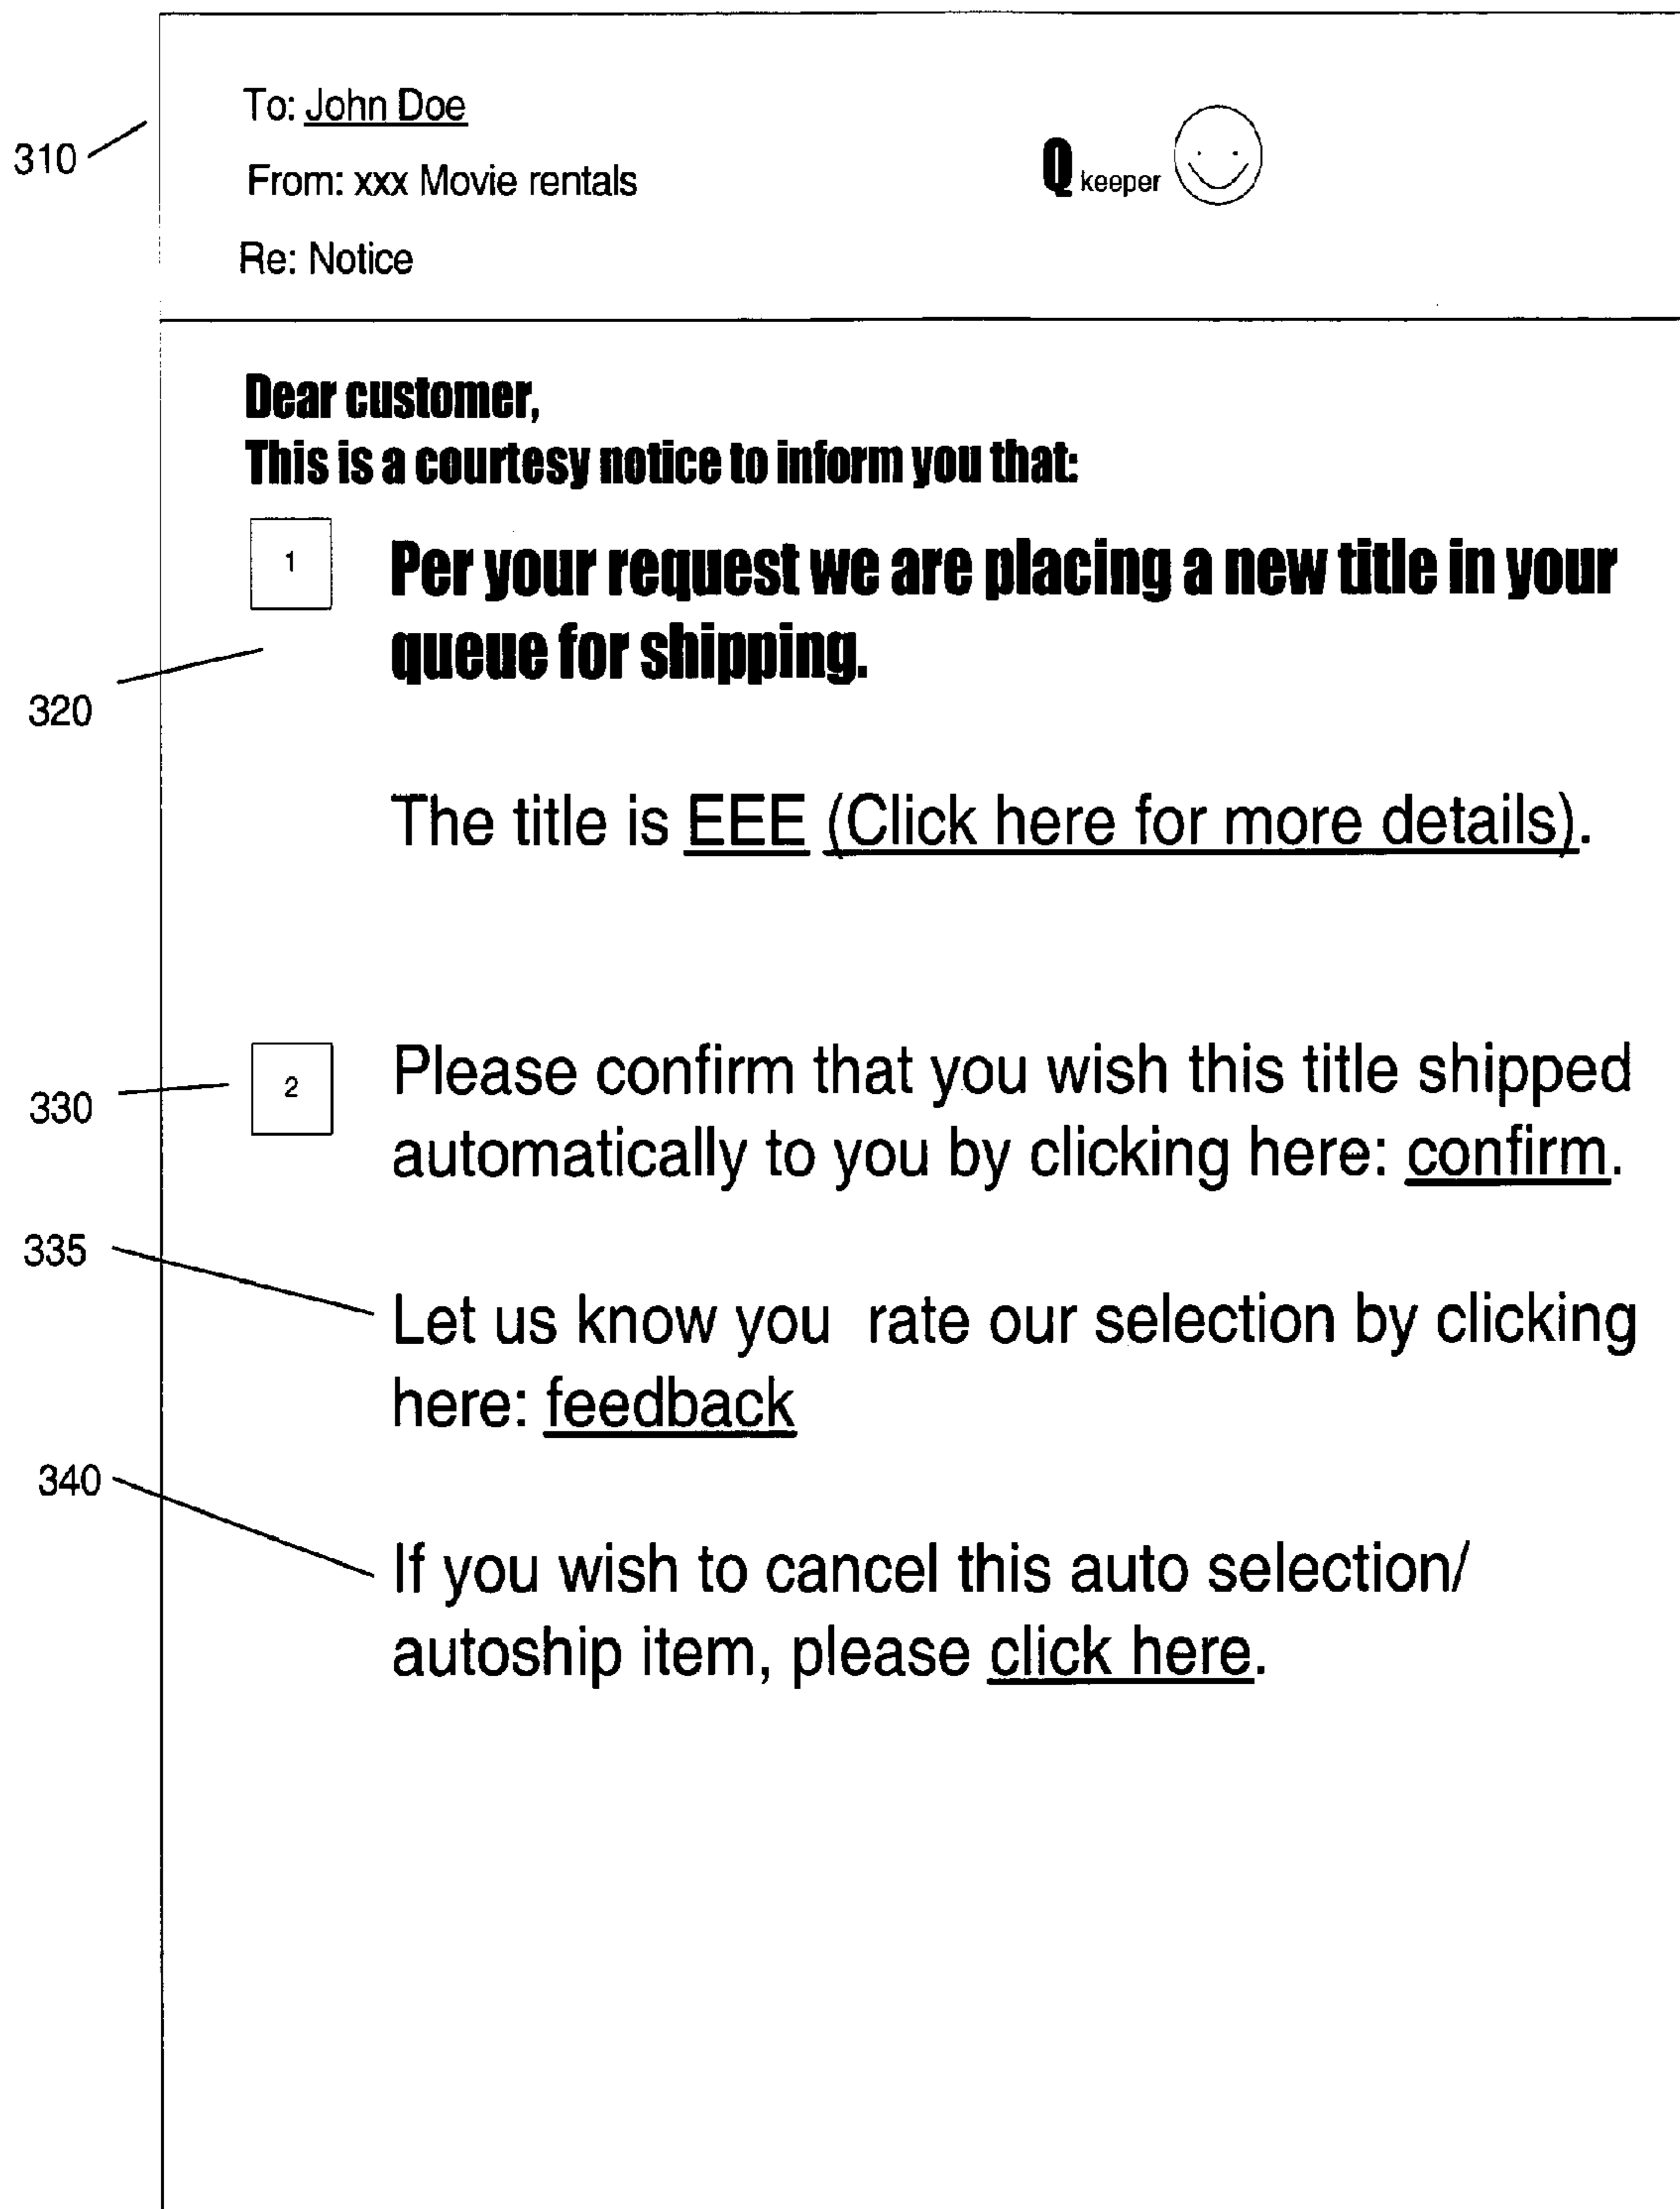 310
To: John Doe
From: xxx Movie rentals
Re: Notice
Q keeper
Dear customer,
This is a courtesy notice to inform you that:
1
Per your request we are placing a new title in your
queue for shipping.
320
The title is EEE (Click here for more details).
330
2
Please confirm that you wish this title shipped
automatically to you by clicking here: confirm.
335
Let us know you  rate our selection by clicking
here: feedback
340
If you wish to cancel this auto selection/
autoship item, please click here.